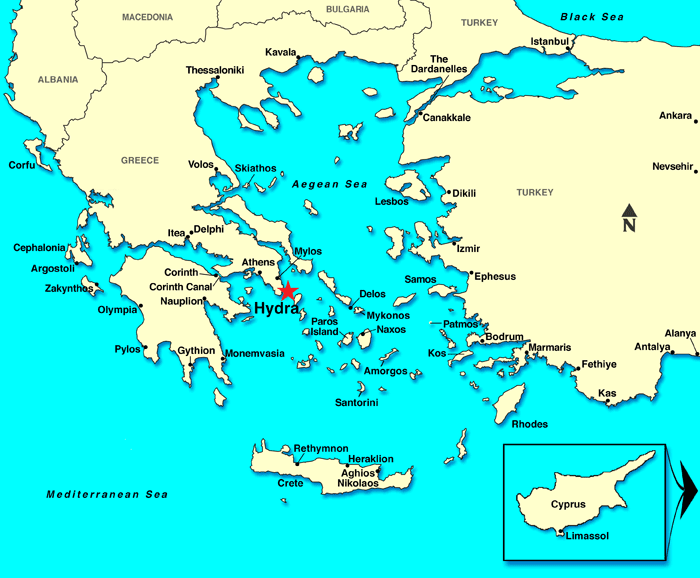 BULGARIA
MACEDONIA
TURKEY
Black Sea
Istanbul
Kavala
The
Dardanelles
Thessaloniki
ALBANIA
Canakkale
Ankara
Corfu
GREECE
Volos
Skiathos
Nevsehir
Aegean Sea
Dikili
TURKEY
Lesbos
N
Itea
Delphi
Cephalonia
Mylos
Izmir
Argostoli
Athens
Corinth
Ephesus
Zakynthos
Corinth Canal
Samos
Nauplion
Hydra
Delos
Olympia
Mykonos
Paros
Island
Naxos
Patmos
Alanya
Bodrum
Pylos
Gythion
Monemvasia
Kos
Marmaris
Antalya
Amorgos
Fethiye
Kas
Santorini
Rhodes
Rethymnon
Heraklion
Aghios
Nikolaos
Crete
Mediterranean Sea
Cyprus
Limassol